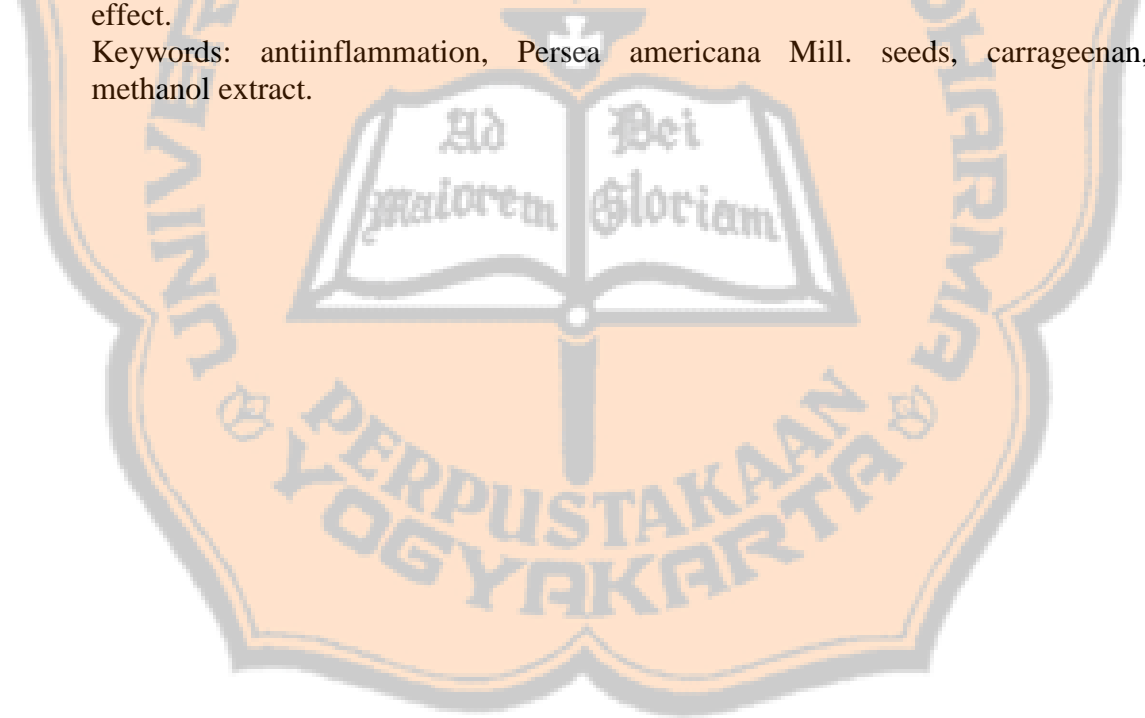 effect.
Keywords: antiinflammation, Persea americana Mill. seeds, carrageenan,
methanol extract.
Ad Dei
Maiorem Gloriam
PERPUSTAKAAN
YOGYAKARTA